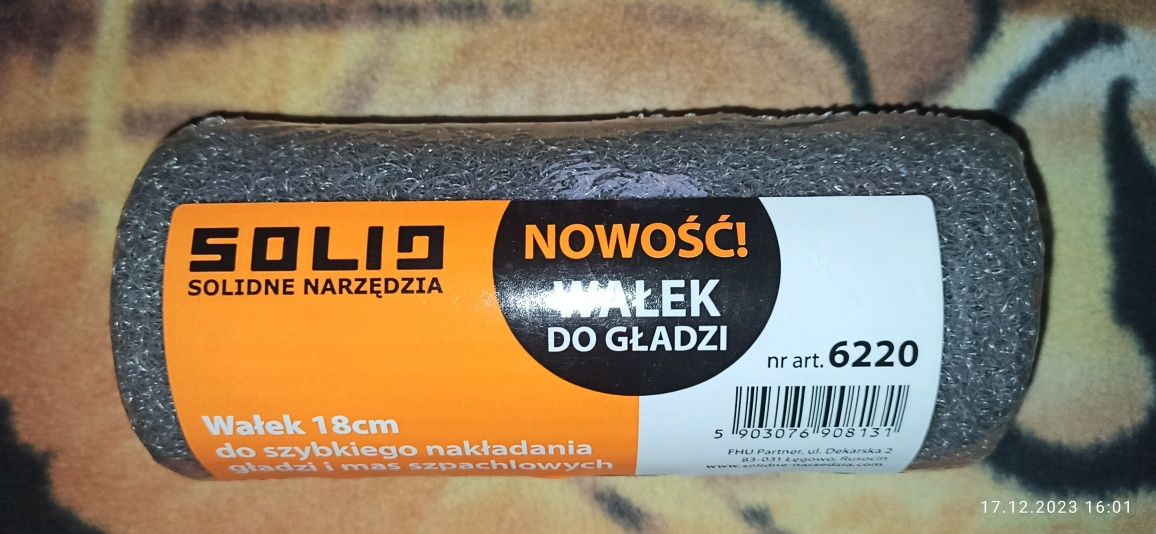 SOLID
SOLIDNE NARZĘDZIA
NOWOŚĆ!
WAŁEK
DO GŁADZI
nr art. 6220
Wałek 18cm
do szybkiego nakładania
gładzi i mas szpachlowych
5 903076 908131
FHU Partner, ul. Dekarska 2
83-031 Łęgowo, Rusocin
www.solidne-narzedzia.com
17.12.2023 16:01